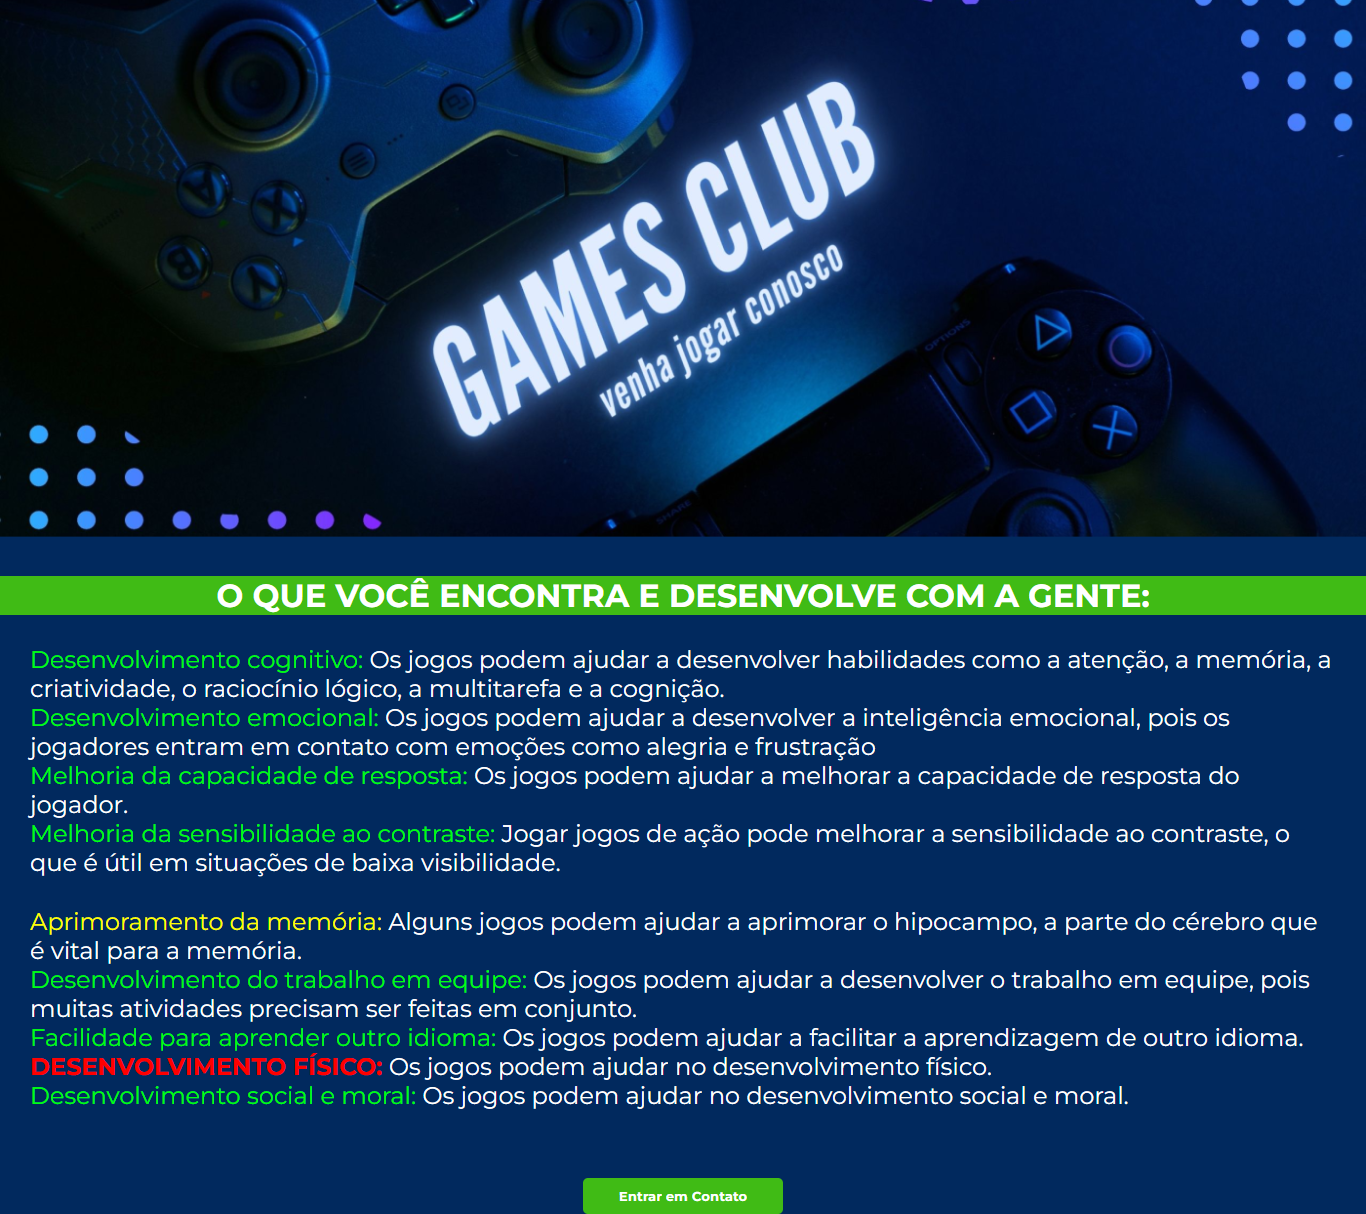 GAMES CLUB
venha jogar conosco
A
X
B
Y
OPTIONS
SHARE
O QUE VOCÊ ENCONTRA E DESENVOLVE COM A GENTE:
Desenvolvimento cognitivo: Os jogos podem ajudar a desenvolver habilidades como a atenção, a memória, a
criatividade, o raciocínio lógico, a multitarefa e a cognição.
Desenvolvimento emocional: Os jogos podem ajudar a desenvolver a inteligência emocional, pois os
jogadores entram em contato com emoções como alegria e frustração
Melhoria da capacidade de resposta: Os jogos podem ajudar a melhorar a capacidade de resposta do
jogador.
Melhoria da sensibilidade ao contraste: Jogar jogos de ação pode melhorar a sensibilidade ao contraste, o
que é útil em situações de baixa visibilidade.
Aprimoramento da memória: Alguns jogos podem ajudar a aprimorar o hipocampo, a parte do cérebro que
é vital para a memória.
Desenvolvimento do trabalho em equipe: Os jogos podem ajudar a desenvolver o trabalho em equipe, pois
muitas atividades precisam ser feitas em conjunto.
Facilidade para aprender outro idioma: Os jogos podem ajudar a facilitar a aprendizagem de outro idioma.
DESENVOLVIMENTO FÍSICO: Os jogos podem ajudar no desenvolvimento físico.
Desenvolvimento social e moral: Os jogos podem ajudar no desenvolvimento social e moral.
Entrar em Contato